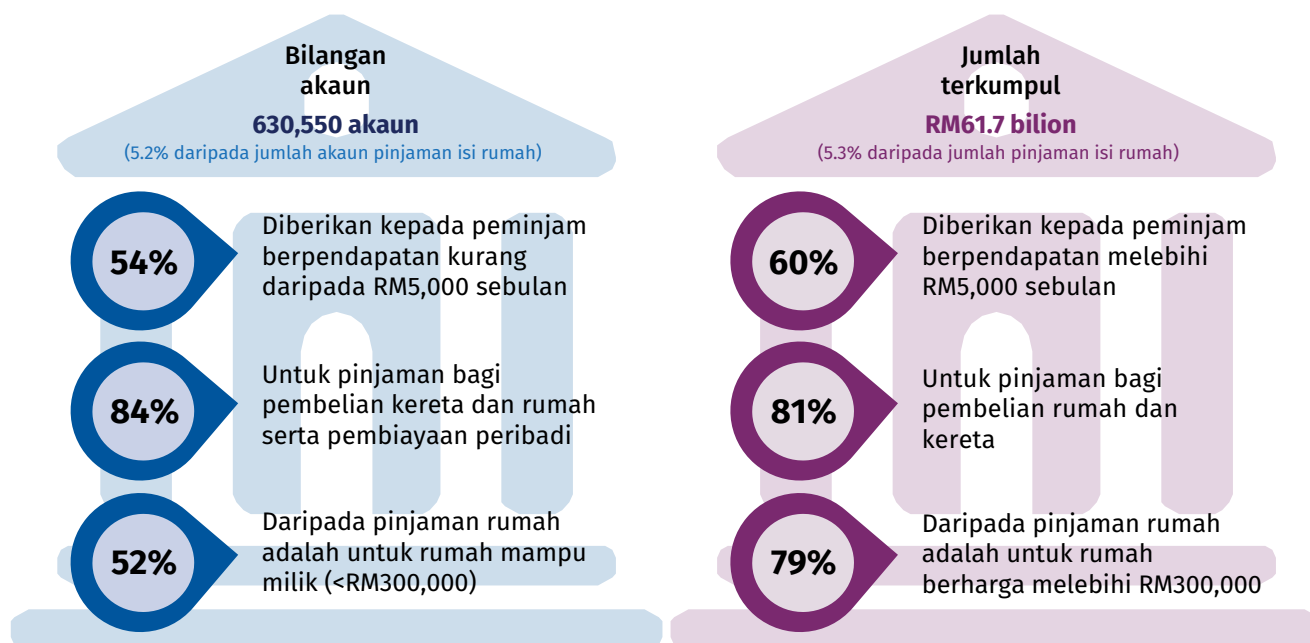 Bilangan
akaun
630,550 akaun
(5.2% daripada jumlah akaun pinjaman isi rumah)
54%
Diberikan kepada peminjam
berpendapatan kurang
daripada RM5,000 sebulan
84%
Untuk pinjaman bagi
pembelian kereta dan rumah
serta pembiayaan peribadi
52%
Daripada pinjaman rumah
adalah untuk rumah mampu
milik (<RM300,000)
Jumlah
terkumpul
RM61.7 bilion
(5.3% daripada jumlah pinjaman isi rumah)
60%
Diberikan kepada peminjam
berpendapatan melebihi
RM5,000 sebulan
81%
Untuk pinjaman bagi
pembelian rumah dan
kereta
79%
Daripada pinjaman rumah
adalah untuk rumah
berharga melebihi RM300,000